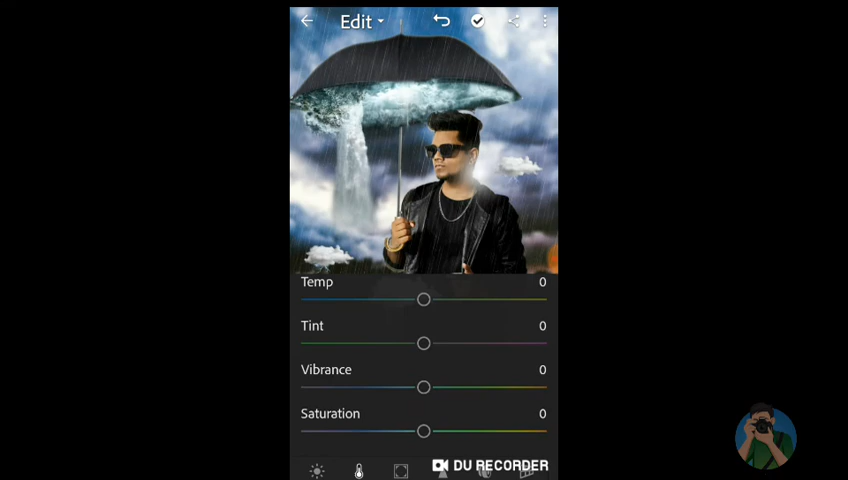 Edit
Temp 0
Tint 0
Vibrance 0
Saturation 0
DU RECORDER